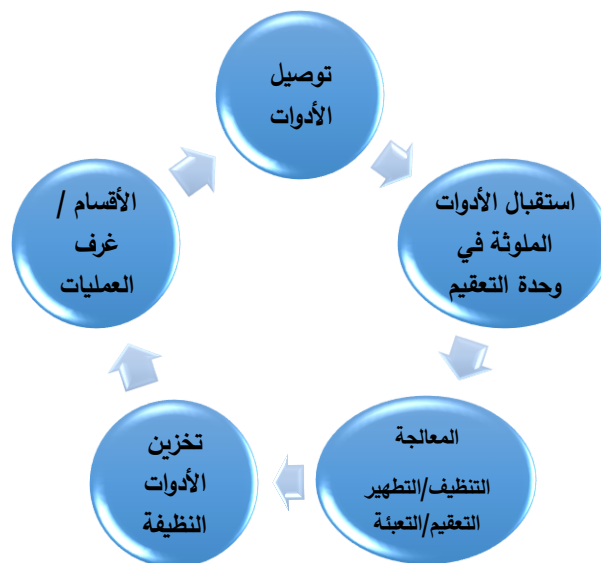 توصيل
الأدوات
استقبال الأدوات
الملوثة في
وحدة التعقيم
المعالجة
التنظيف/التطهير
التعقيم/التعبئة
تخزين
الأدوات
النظيفة
الأقسام /
غرف
العمليات